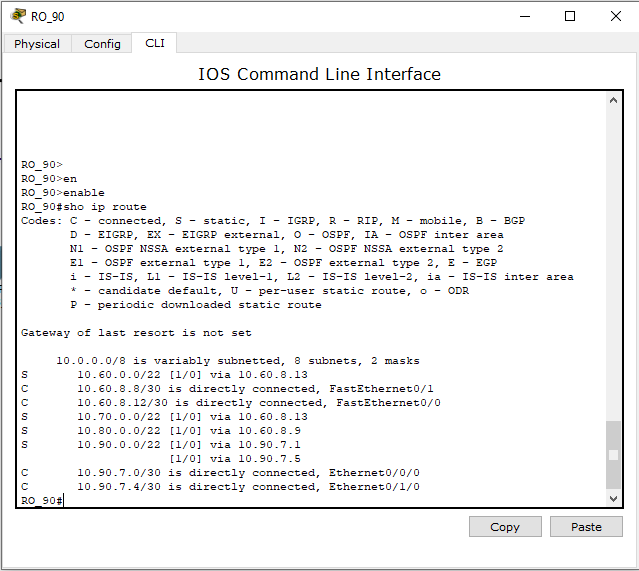 RO_90
Physical Config CLI
IOS Command Line Interface
RO_90>
RO_90>en
RO_90>enable
RO_90#sho ip route
Codes: C - connected, S - static, I - IGRP, R - RIP, M - mobile, B - BGP
       D - EIGRP, EX - EIGRP external, O - OSPF, IA - OSPF inter area
       N1 - OSPF NSSA external type 1, N2 - OSPF NSSA external type 2
       E1 - OSPF external type 1, E2 - OSPF external type 2, E - EGP
       i - IS-IS, L1 - IS-IS level-1, L2 - IS-IS level-2, ia - IS-IS inter area
       * - candidate default, U - per-user static route, o - ODR
       P - periodic downloaded static route
Gateway of last resort is not set
     10.0.0.0/8 is variably subnetted, 8 subnets, 2 masks
S       10.60.0.0/22 [1/0] via 10.60.8.13
C       10.60.8.8/30 is directly connected, FastEthernet0/1
C       10.60.8.12/30 is directly connected, FastEthernet0/0
S       10.70.0.0/22 [1/0] via 10.60.8.13
S       10.80.0.0/22 [1/0] via 10.60.8.9
S       10.90.0.0/22 [1/0] via 10.90.7.1
                     [1/0] via 10.90.7.5
C       10.90.7.0/30 is directly connected, Ethernet0/0/0
C       10.90.7.4/30 is directly connected, Ethernet0/1/0
RO_90#
Copy Paste